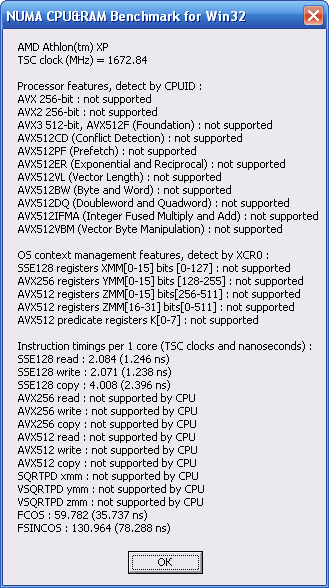 NUMA CPU&RAM Benchmark for Win32
AMD Athlon(tm) XP
TSC clock (MHz) = 1672.84
Processor features, detect by CPUID :
AVX 256-bit : not supported
AVX2 256-bit : not supported
AVX3 512-bit, AVX512F (Foundation) : not supported
AVX512CD (Conflict Detection) : not supported
AVX512PF (Prefetch) : not supported
AVX512ER (Exponential and Reciprocal) : not supported
AVX512VL (Vector Length) : not supported
AVX512BW (Byte and Word) : not supported
AVX512DQ (Doubleword and Quadword) : not supported
AVX512IFMA (Integer Fused Multiply and Add) : not supported
AVX512VBM (Vector Byte Manipulation) : not supported
OS context management features, detect by XCR0 :
SSE128 registers XMM[0-15] bits [0-127] : not supported
AVX256 registers YMM[0-15] bits [128-255] : not supported
AVX512 registers ZMM[0-15] bits[256-511] : not supported
AVX512 registers ZMM[16-31] bits[0-511] : not supported
AVX512 predicate registers K[0-7] : not supported
Instruction timings per 1 core (TSC clocks and nanoseconds) :
SSE128 read : 2.084 (1.246 ns)
SSE128 write : 2.071 (1.238 ns)
SSE128 copy : 4.008 (2.396 ns)
AVX256 read : not supported by CPU
AVX256 write : not supported by CPU
AVX256 copy : not supported by CPU
AVX512 read : not supported by CPU
AVX512 write : not supported by CPU
AVX512 copy : not supported by CPU
SQRTPD xmm : not supported by CPU
VSQRTPD ymm : not supported by CPU
VSQRTPD zmm : not supported by CPU
FCOS : 59.782 (35.737 ns)
FSINCOS : 130.964 (78.288 ns)
OK